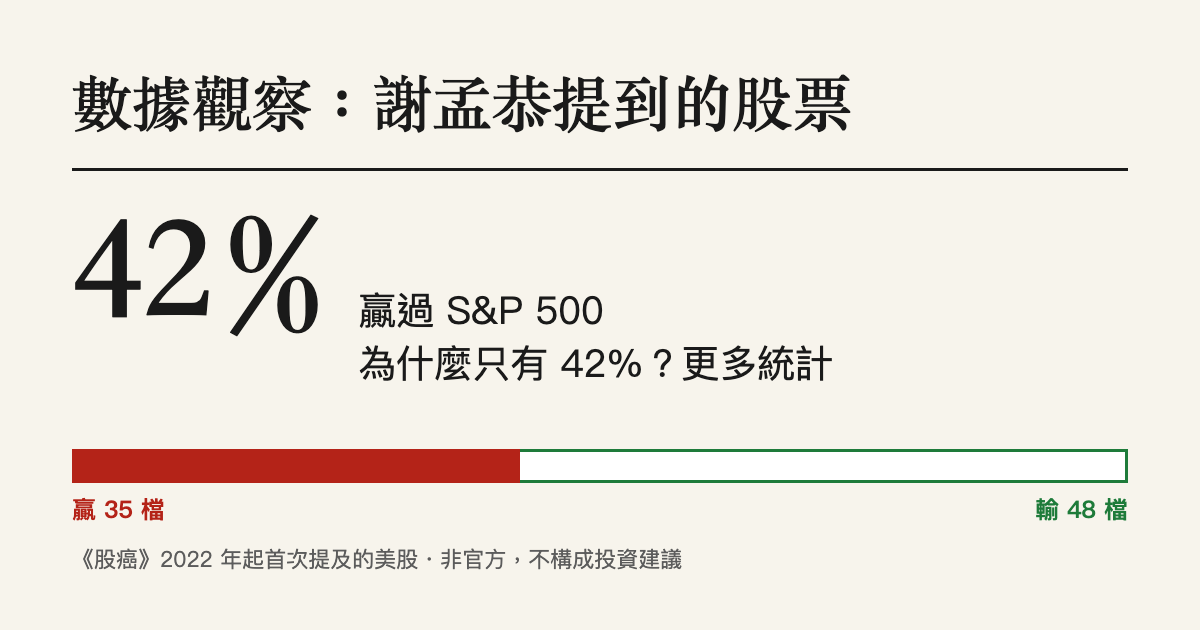 數據觀察：謝孟恭提到的股票
42%
贏過 S&P 500
為什麼只有 42%？更多統計
贏 35 檔
輸 48 檔
《股癌》2022 年起首次提及的美股·非官方，不構成投資建議